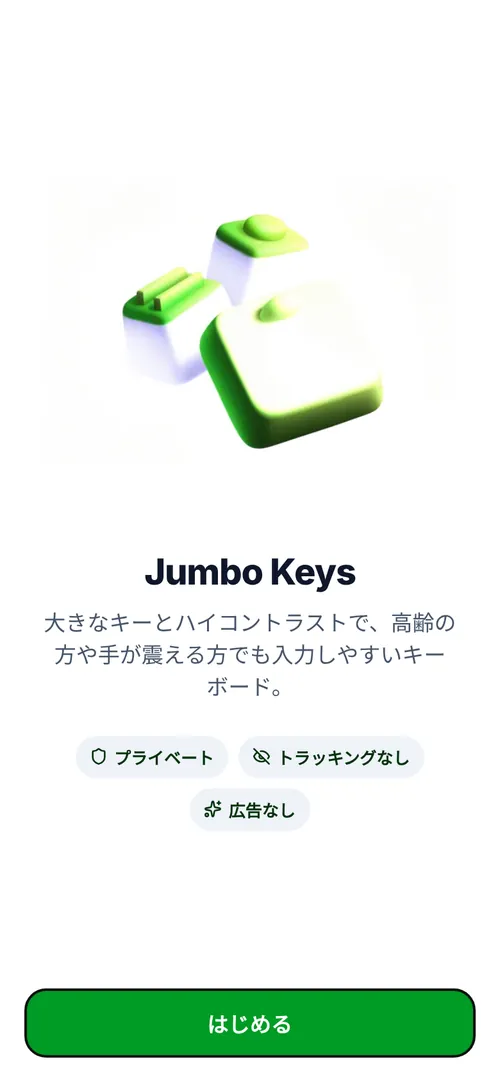 Jumbo Keys
大きなキーとハイコントラストで、高齢の
方や手が震える方でも入力しやすいキー
ボード。
プライベート
トラッキングなし
広告なし
はじめる